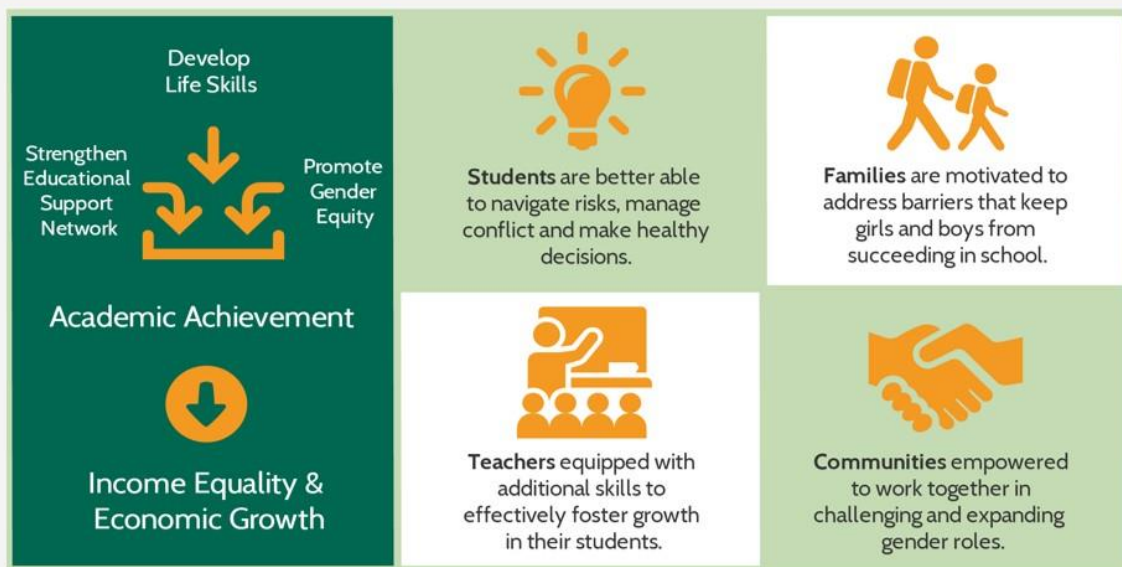 Develop
Life Skills
Strengthen
Educational
Support
Network
Promote
Gender
Equity
Academic Achievement
Income Equality &
Economic Growth
Students are better able
to navigate risks, manage
conflict and make healthy
decisions.
Families are motivated to
address barriers that keep
girls and boys from
succeeding in school.
Teachers equipped with
additional skills to
effectively foster growth
in their students.
Communities empowered
to work together in
challenging and expanding
gender roles.